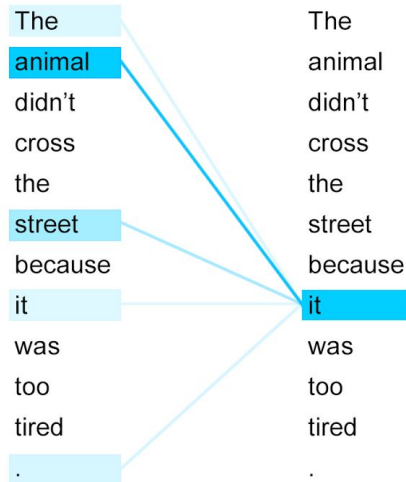 The
animal
didn’t
cross
the
street
because
it
was
too
tired
.
The
animal
didn’t
cross
the
street
because
it
was
too
tired
.